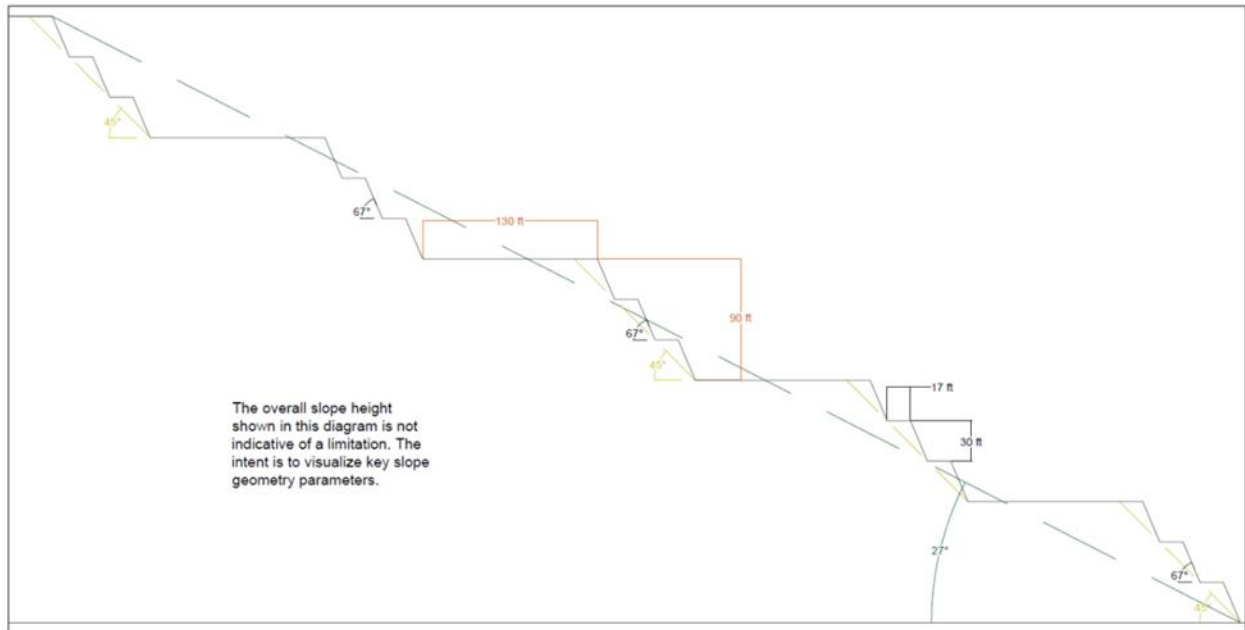 45°
67°
130 ft
90 ft
67°
45°
17 ft
30 ft
The overall slope height
shown in this diagram is not
indicative of a limitation. The
intent is to visualize key slope
geometry parameters.
27°
67°
45°